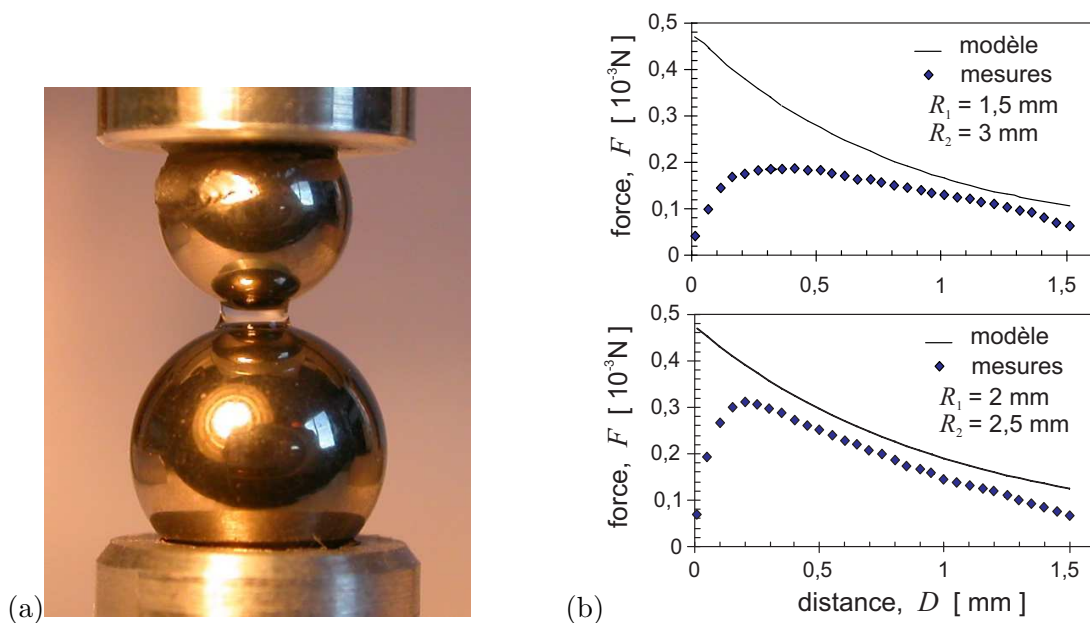 (a)
(b)
force, F [ 10⁻³N ]
0,5
0,4
0,3
0,2
0,1
0
modèle
mesures
R₁ = 1,5 mm
R₂ = 3 mm
0 0,5 1 1,5
force, F [ 10⁻³N ]
0,5
0,4
0,3
0,2
0,1
0
modèle
mesures
R₁ = 2 mm
R₂ = 2,5 mm
0 0,5 1 1,5
distance, D [ mm ]